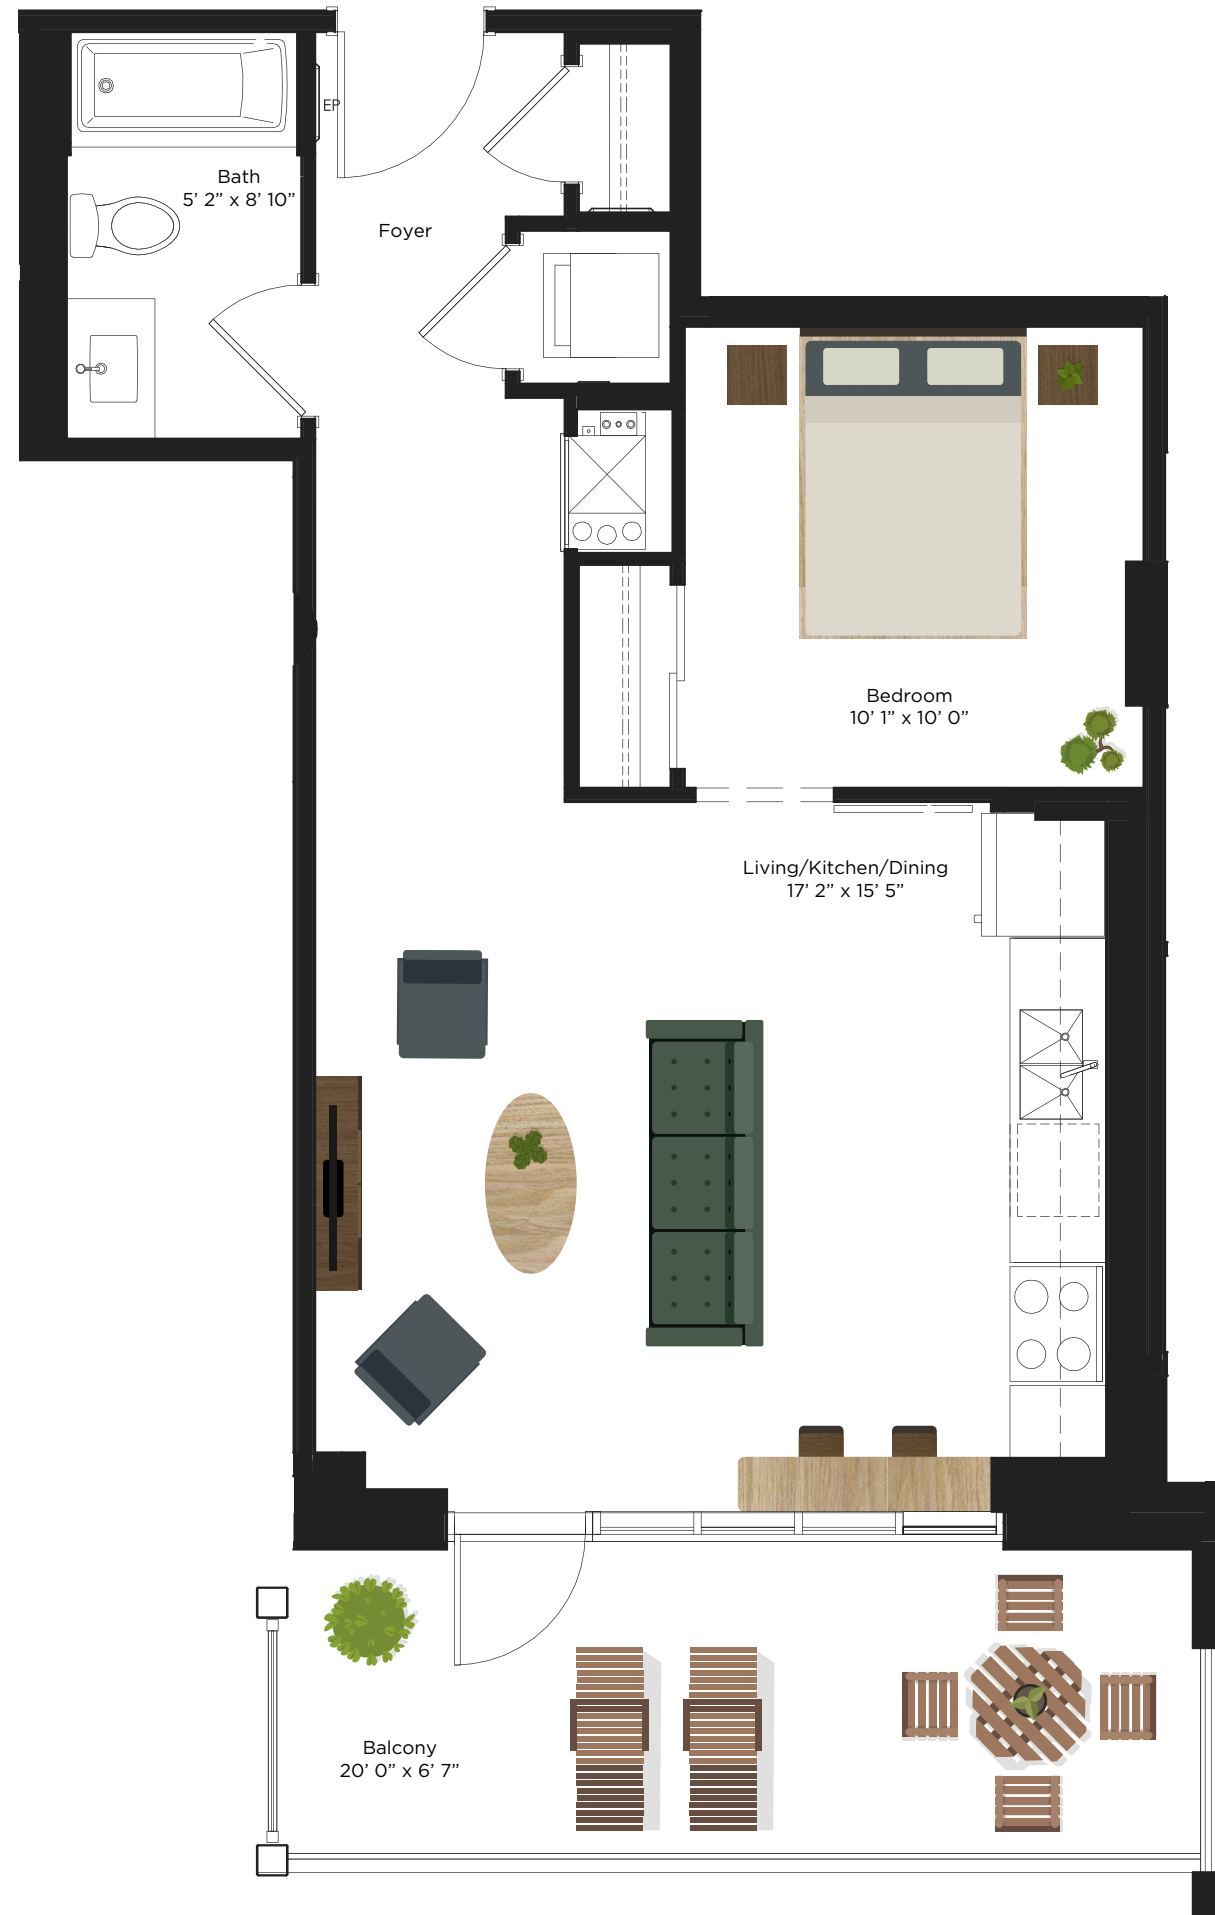 EP
Bath
5’ 2” x 8’ 10”
Foyer
Bedroom
10’ 1” x 10’ 0”
Living/Kitchen/Dining
17’ 2” x 15’ 5”
Balcony
20’ 0” x 6’ 7”